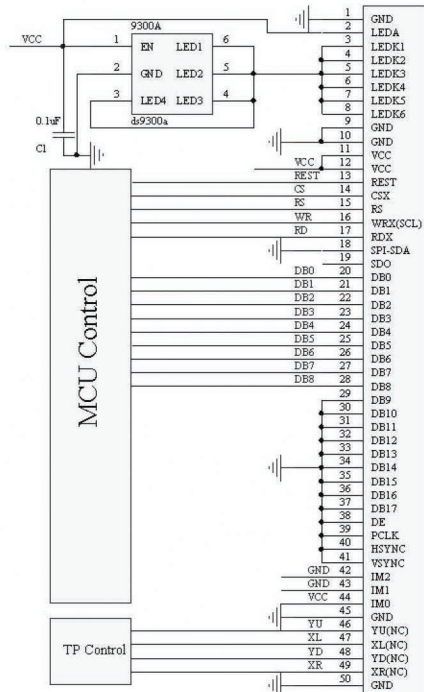 9300A
VCC
1 EN LED1 6
2 GND LED2 5
3 LED4 LED3 4
ds9300a
0.1uF
C1
MCU Control
TP Control
1 GND
2 LEDA
3 LEDK1
4 LEDK2
5 LEDK3
6 LEDK4
7 LEDK5
8 LEDK6
9 GND
10 GND
11 VCC
VCC 12 VCC
REST 13 REST
CS 14 CSX
RS 15 RS
WR 16 WRX(SCL)
RD 17 RDX
18 SPI-SDA
19 SDO
DB0 20 DB0
DB1 21 DB1
DB2 22 DB2
DB3 23 DB3
DB4 24 DB4
DB5 25 DB5
DB6 26 DB6
DB7 27 DB7
DB8 28 DB8
29 DB9
30 DB10
31 DB11
32 DB12
33 DB13
34 DB14
35 DB15
36 DB16
37 DB17
38 DE
39 PCLK
40 HSYNC
41 VSYNC
GND 42 IM2
GND 43 IM1
VCC 44 IM0
45 GND
YU 46 YU(NC)
XL 47 XL(NC)
YD 48 YD(NC)
XR 49 XR(NC)
50 GND